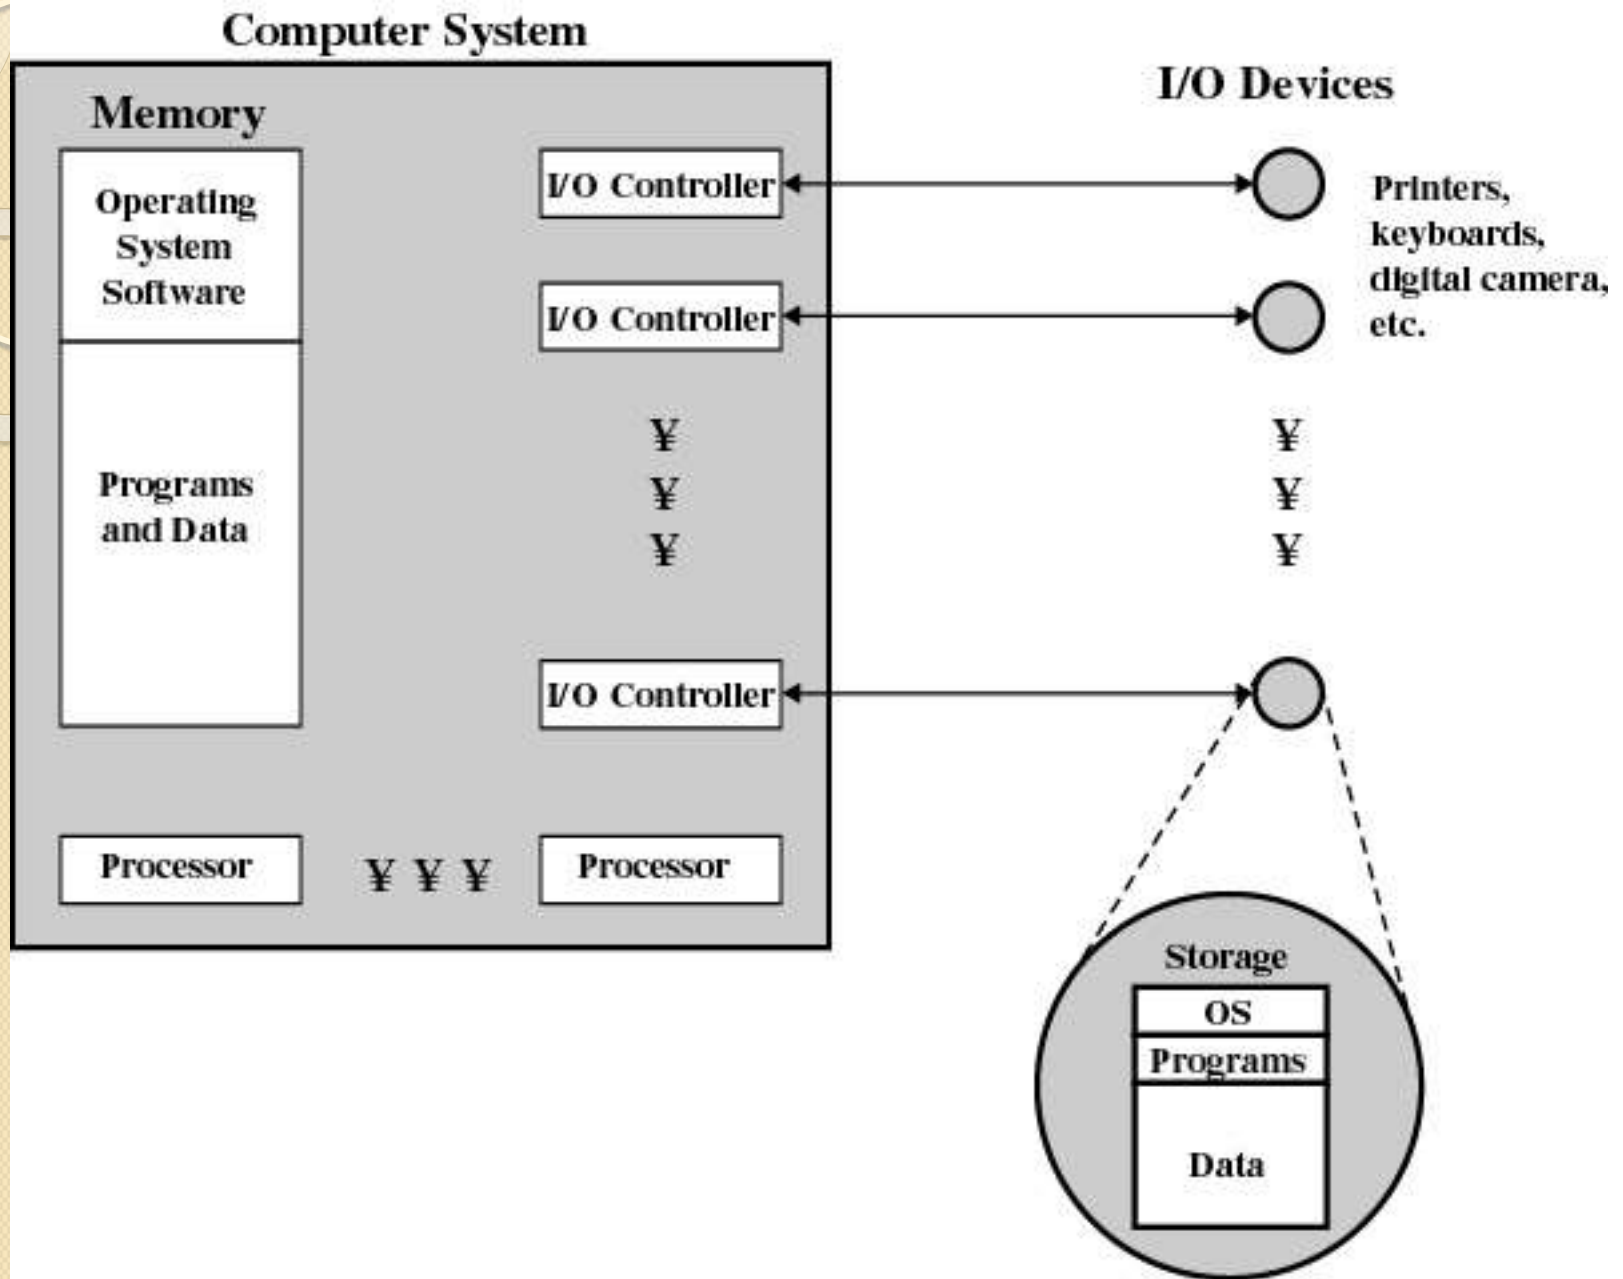 Computer System
Memory
Operating
System
Software
Programs
and Data
I/O Controller
I/O Controller
¥
¥
¥
I/O Controller
Processor
¥ ¥ ¥
Processor
I/O Devices
Printers,
keyboards,
digital camera,
etc.
¥
¥
¥
Storage
OS
Programs
Data